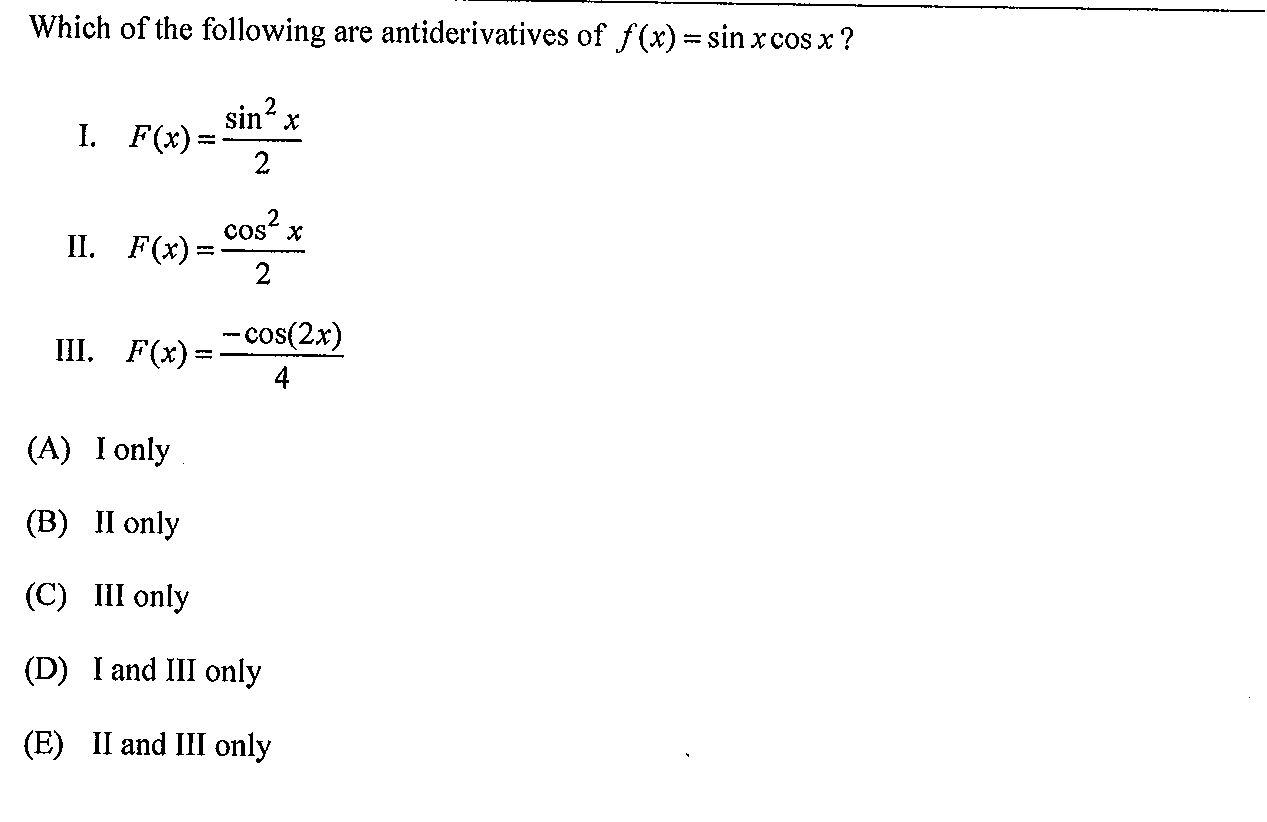 Which of the following are antiderivatives of f(x) = sin x cos x ?
I. F(x) = \frac{\sin^2 x}{2}
II. F(x) = \frac{\cos^2 x}{2}
III. F(x) = \frac{-\cos(2x)}{4}
(A) I only
(B) II only
(C) III only
(D) I and III only
(E) II and III only